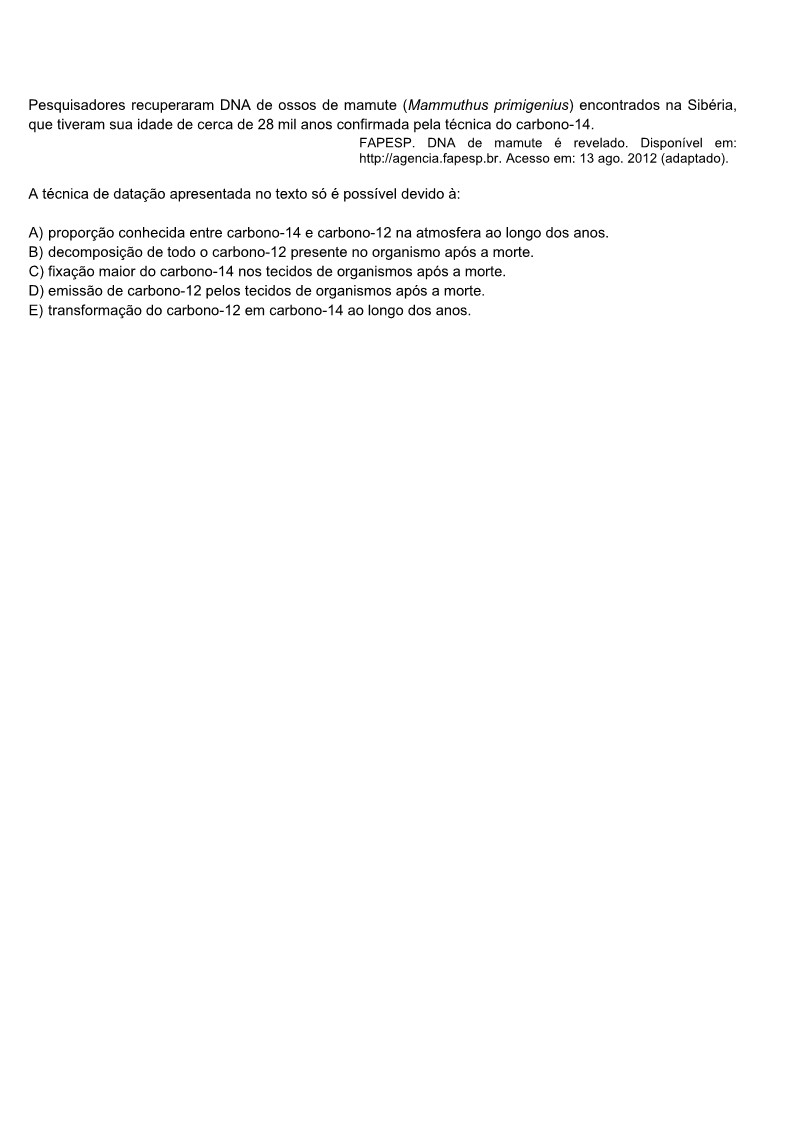 Pesquisadores recuperaram DNA de ossos de mamute (Mammuthus primigenius) encontrados na Sibéria,
que tiveram sua idade de cerca de 28 mil anos confirmada pela técnica do carbono-14.
FAPESP. DNA de mamute é revelado. Disponível em:
http://agencia.fapesp.br. Acesso em: 13 ago. 2012 (adaptado).
A técnica de datação apresentada no texto só é possível devido à:
A) proporção conhecida entre carbono-14 e carbono-12 na atmosfera ao longo dos anos.
B) decomposição de todo o carbono-12 presente no organismo após a morte.
C) fixação maior do carbono-14 nos tecidos de organismos após a morte.
D) emissão de carbono-12 pelos tecidos de organismos após a morte.
E) transformação do carbono-12 em carbono-14 ao longo dos anos.